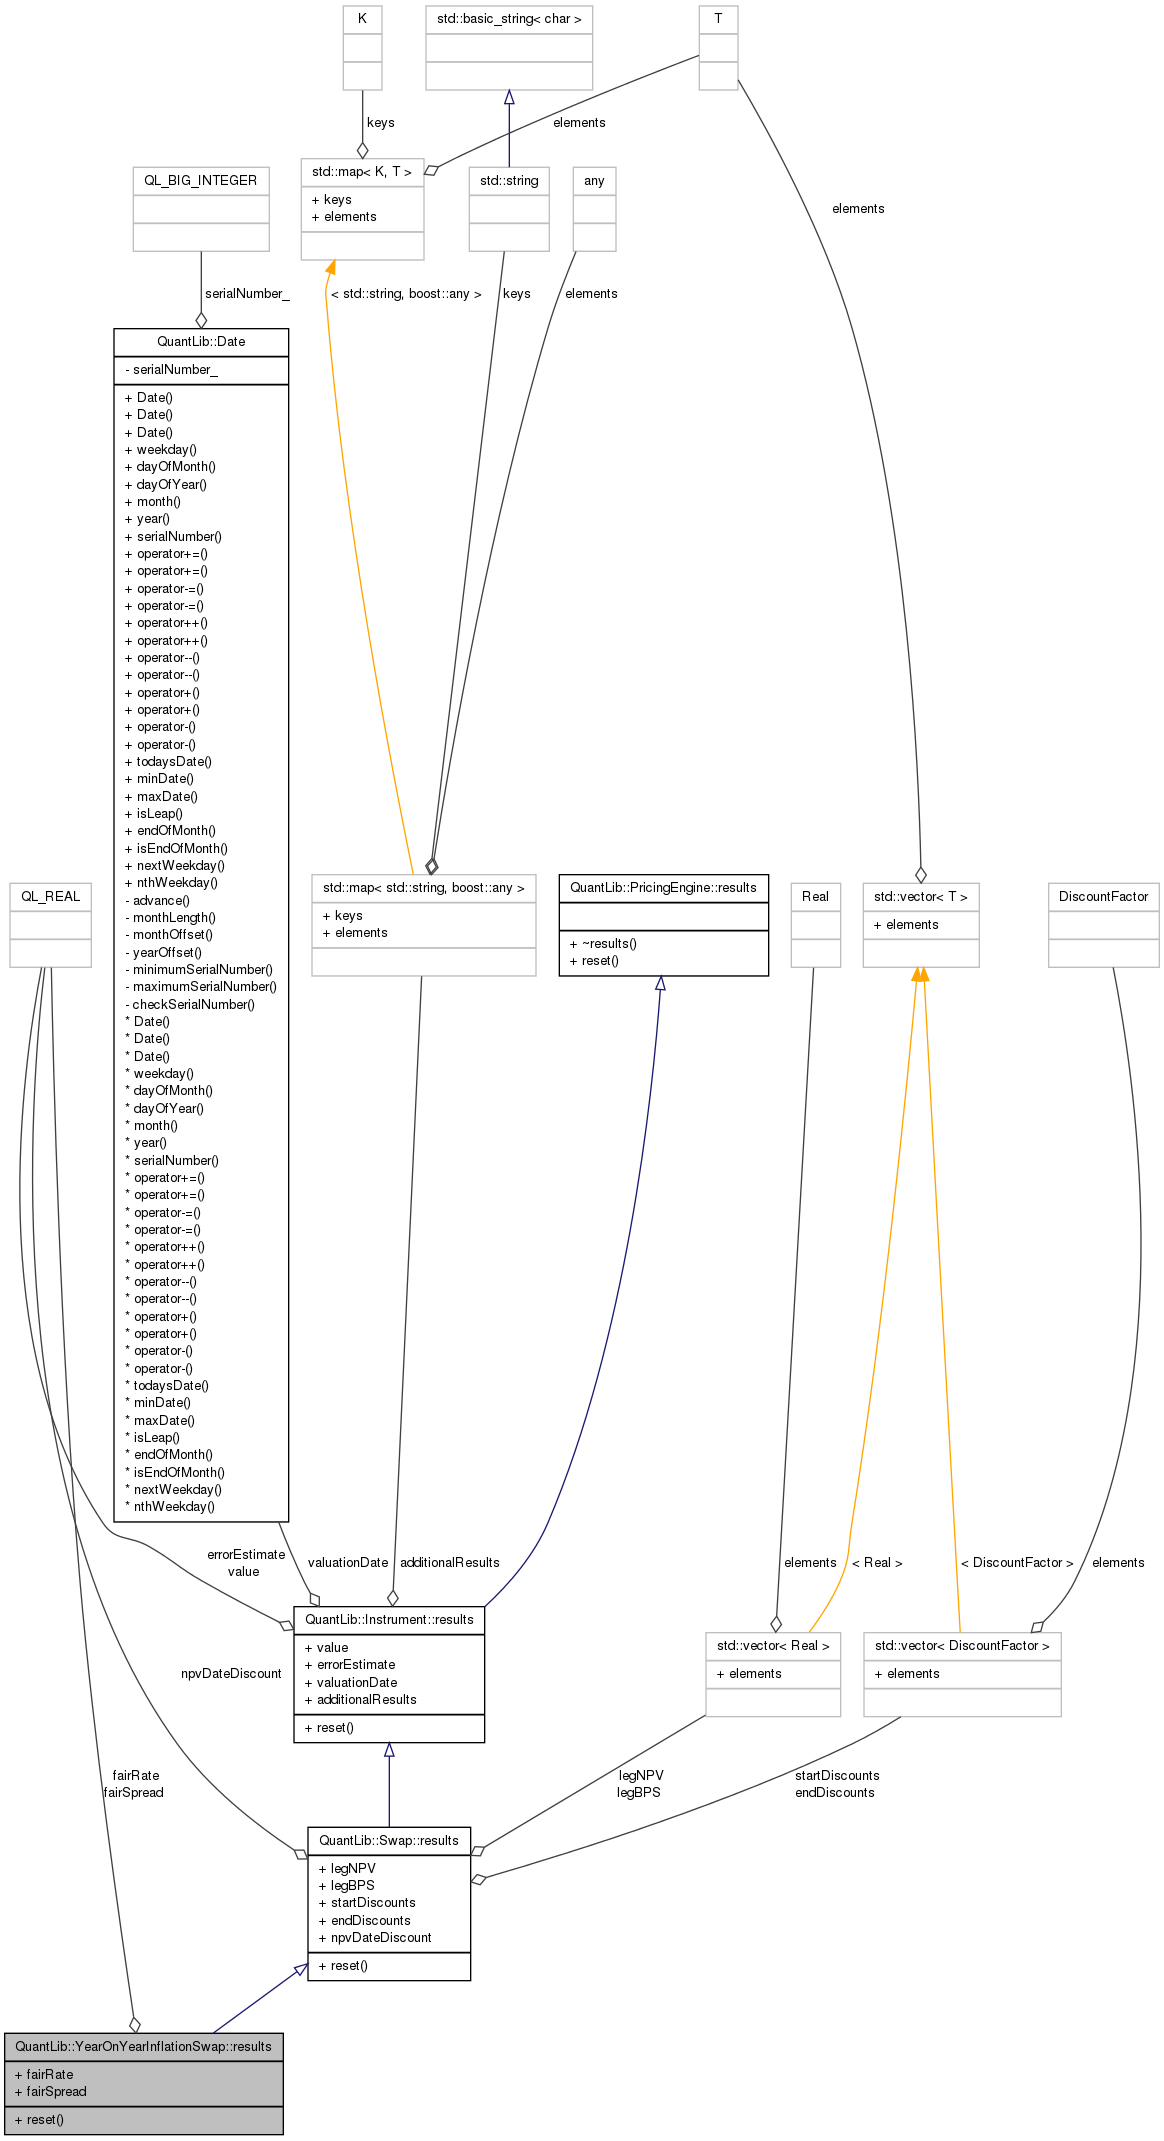 K
std::basic_string< char >
T
keys
elements
QL_BIG_INTEGER
std::map< K, T >
+ keys
+ elements
std::string
any
elements
serialNumber_
< std::string, boost::any >
keys
elements
QuantLib::Date
- serialNumber_
+ Date()
+ Date()
+ Date()
+ weekday()
+ dayOfMonth()
+ dayOfYear()
+ month()
+ year()
+ serialNumber()
+ operator+=()
+ operator+=()
+ operator-=()
+ operator-=()
+ operator++()
+ operator++()
+ operator--()
+ operator--()
+ operator+()
+ operator+()
+ operator-()
+ operator-()
+ todaysDate()
+ minDate()
+ maxDate()
+ isLeap()
+ endOfMonth()
+ isEndOfMonth()
+ nextWeekday()
+ nthWeekday()
- advance()
- monthLength()
- monthOffset()
- yearOffset()
- minimumSerialNumber()
- maximumSerialNumber()
- checkSerialNumber()
* Date()
* Date()
* Date()
* weekday()
* dayOfMonth()
* dayOfYear()
* month()
* year()
* serialNumber()
* operator+=()
* operator+=()
* operator-=()
* operator-=()
* operator++()
* operator++()
* operator--()
* operator--()
* operator+()
* operator+()
* operator-()
* operator-()
* todaysDate()
* minDate()
* maxDate()
* isLeap()
* endOfMonth()
* isEndOfMonth()
* nextWeekday()
* nthWeekday()
QL_REAL
std::map< std::string, boost::any >
+ keys
+ elements
QuantLib::PricingEngine::results
+ ~results()
+ reset()
Real
std::vector< T >
+ elements
DiscountFactor
errorEstimate
value
valuationDate
additionalResults
elements
< Real >
< DiscountFactor >
elements
QuantLib::Instrument::results
+ value
+ errorEstimate
+ valuationDate
+ additionalResults
+ reset()
std::vector< Real >
+ elements
std::vector< DiscountFactor >
+ elements
npvDateDiscount
fairRate
fairSpread
legNPV
legBPS
startDiscounts
endDiscounts
QuantLib::Swap::results
+ legNPV
+ legBPS
+ startDiscounts
+ endDiscounts
+ npvDateDiscount
+ reset()
QuantLib::YearOnYearInflationSwap::results
+ fairRate
+ fairSpread
+ reset()